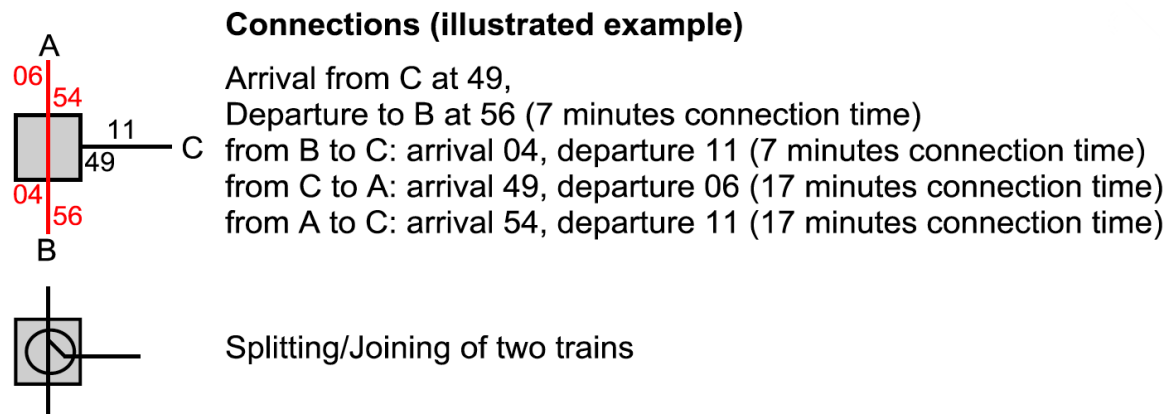 Connections (illustrated example)
A
06
54
11
C
49
04
56
B
Arrival from C at 49,
Departure to B at 56 (7 minutes connection time)
from B to C: arrival 04, departure 11 (7 minutes connection time)
from C to A: arrival 49, departure 06 (17 minutes connection time)
from A to C: arrival 54, departure 11 (17 minutes connection time)
Splitting/Joining of two trains